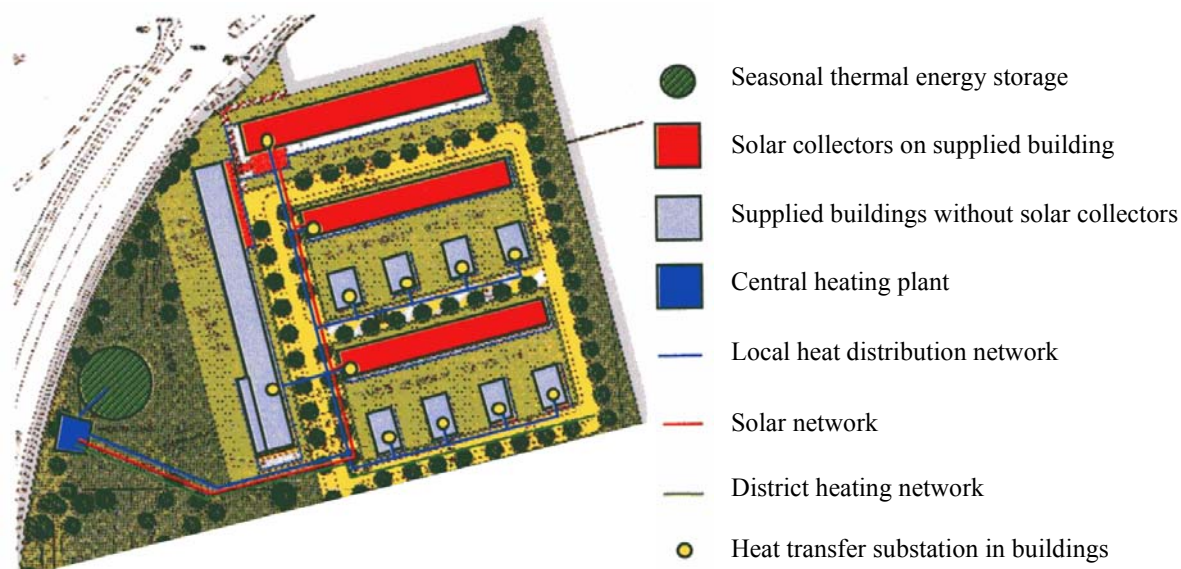 Seasonal thermal energy storage
Solar collectors on supplied building
Supplied buildings without solar collectors
Central heating plant
Local heat distribution network
Solar network
District heating network
Heat transfer substation in buildings